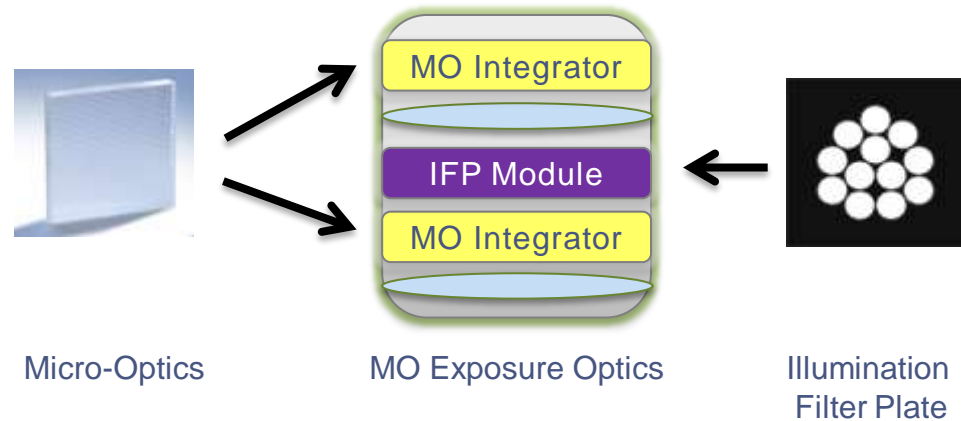 MO Integrator
IFP Module
MO Integrator
Micro-Optics
MO Exposure Optics
Illumination
Filter Plate